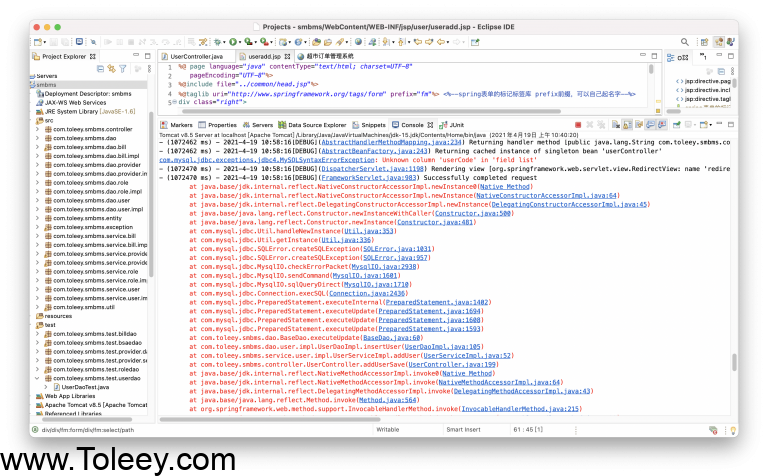 Projects - smbms/WebContent/WEB-INF/jsp/user/useradd.jsp - Eclipse IDE
Project Explorer
Servers
smbms
Deployment Descriptor: smbms
JAX-WS Web Services
JRE System Library [JavaSE-1.6]
src
com.toleey.smbms.controller
com.toleey.smbms.dao
com.toleey.smbms.dao.bill
com.toleey.smbms.dao.bill.impl
com.toleey.smbms.dao.provider
com.toleey.smbms.dao.provider.im
com.toleey.smbms.dao.role
com.toleey.smbms.dao.role.impl
com.toleey.smbms.dao.user
com.toleey.smbms.dao.user.impl
com.toleey.smbms.entity
com.toleey.smbms.exception
com.toleey.smbms.service.bill
com.toleey.smbms.service.bill.imp
com.toleey.smbms.service.provide
com.toleey.smbms.service.provide
com.toleey.smbms.service.role
com.toleey.smbms.service.role.im
com.toleey.smbms.service.user
com.toleey.smbms.service.user.im
com.toleey.smbms.util
resources
test
com.toleey.smbms.test.billdao
com.toleey.smbms.test.bsaedao
com.toleey.smbms.test.provider.da
com.toleey.smbms.test.provider.se
com.toleey.smbms.test.roledao
com.toleey.smbms.test.userdao
UserDaoTest.java
Web App Libraries
Apache Tomcat v8.5 [Apache Tomcat
Referenced Libraries
UserController.java useradd.jsp 超市订单管理系统
1 %@ page language="java" contentType="text/html; charset=UTF-8"
2 pageEncoding="UTF-8"%>
3 %@include file="../common/head.jsp"%>
4 %@taglib uri="http://www.springframework.org/tags/form" prefix="fm"%> <%--spring表单的标记标签库 prefix前缀，可以自己起名字--%>
5 div class="right">
jsp:directive.pag
jsp:directive.incl
jsp:directive.tagl
Markers Properties Servers Data Source Explorer Snippets Console JUnit
Tomcat v8.5 Server at localhost [Apache Tomcat] /Library/Java/JavaVirtualMachines/jdk-15.jdk/Contents/Home/bin/java (2021年4月19日 上午10:40:20)
- (1072462 ms) - 2021-4-19 10:58:16[DEBUG](AbstractHandlerMethodMapping.java:234) Returning handler method [public java.lang.String com.toleey.smbms.co
- (1072462 ms) - 2021-4-19 10:58:16[DEBUG](AbstractBeanFactory.java:243) Returning cached instance of singleton bean 'userController'
com.mysql.jdbc.exceptions.jdbc4.MySQLSyntaxErrorException: Unknown column 'userCode' in 'field list'
- (1072470 ms) - 2021-4-19 10:58:16[DEBUG](DispatcherServlet.java:1198) Rendering view [org.springframework.web.servlet.view.RedirectView: name 'redire
- (1072470 ms) - 2021-4-19 10:58:16[DEBUG](FrameworkServlet.java:983) Successfully completed request
at java.base/jdk.internal.reflect.NativeConstructorAccessorImpl.newInstance0(Native Method)
at java.base/jdk.internal.reflect.NativeConstructorAccessorImpl.newInstance(NativeConstructorAccessorImpl.java:64)
at java.base/jdk.internal.reflect.DelegatingConstructorAccessorImpl.newInstance(DelegatingConstructorAccessorImpl.java:45)
at java.base/java.lang.reflect.Constructor.newInstanceWithCaller(Constructor.java:500)
at java.base/java.lang.reflect.Constructor.newInstance(Constructor.java:481)
at com.mysql.jdbc.Util.handleNewInstance(Util.java:353)
at com.mysql.jdbc.Util.getInstance(Util.java:336)
at com.mysql.jdbc.SQLError.createSQLException(SQLError.java:1031)
at com.mysql.jdbc.SQLError.createSQLException(SQLError.java:957)
at com.mysql.jdbc.MysqlIO.checkErrorPacket(MysqlIO.java:2938)
at com.mysql.jdbc.MysqlIO.sendCommand(MysqlIO.java:1601)
at com.mysql.jdbc.MysqlIO.sqlQueryDirect(MysqlIO.java:1710)
at com.mysql.jdbc.Connection.execSQL(Connection.java:2436)
at com.mysql.jdbc.PreparedStatement.executeInternal(PreparedStatement.java:1402)
at com.mysql.jdbc.PreparedStatement.executeUpdate(PreparedStatement.java:1694)
at com.mysql.jdbc.PreparedStatement.executeUpdate(PreparedStatement.java:1608)
at com.mysql.jdbc.PreparedStatement.executeUpdate(PreparedStatement.java:1593)
at com.toleey.smbms.dao.BaseDao.executeUpdate(BaseDao.java:60)
at com.toleey.smbms.dao.user.impl.UserDaoImpl.insertUser(UserDaoImpl.java:105)
at com.toleey.smbms.service.user.impl.UserServiceImpl.addUser(UserServiceImpl.java:52)
at com.toleey.smbms.controller.UserController.addUserSave(UserController.java:199)
at java.base/jdk.internal.reflect.NativeMethodAccessorImpl.invoke0(Native Method)
at java.base/jdk.internal.reflect.NativeMethodAccessorImpl.invoke(NativeMethodAccessorImpl.java:64)
at java.base/jdk.internal.reflect.DelegatingMethodAccessorImpl.invoke(DelegatingMethodAccessorImpl.java:43)
at java.base/java.lang.reflect.Method.invoke(Method.java:564)
at org.springframework.web.method.support.InvocableHandlerMethod.invoke(InvocableHandlerMethod.java:215)
div/div/fm:form/div/fm:select/path Writable Smart Insert 61 : 45 [1]
www.Toleey.com